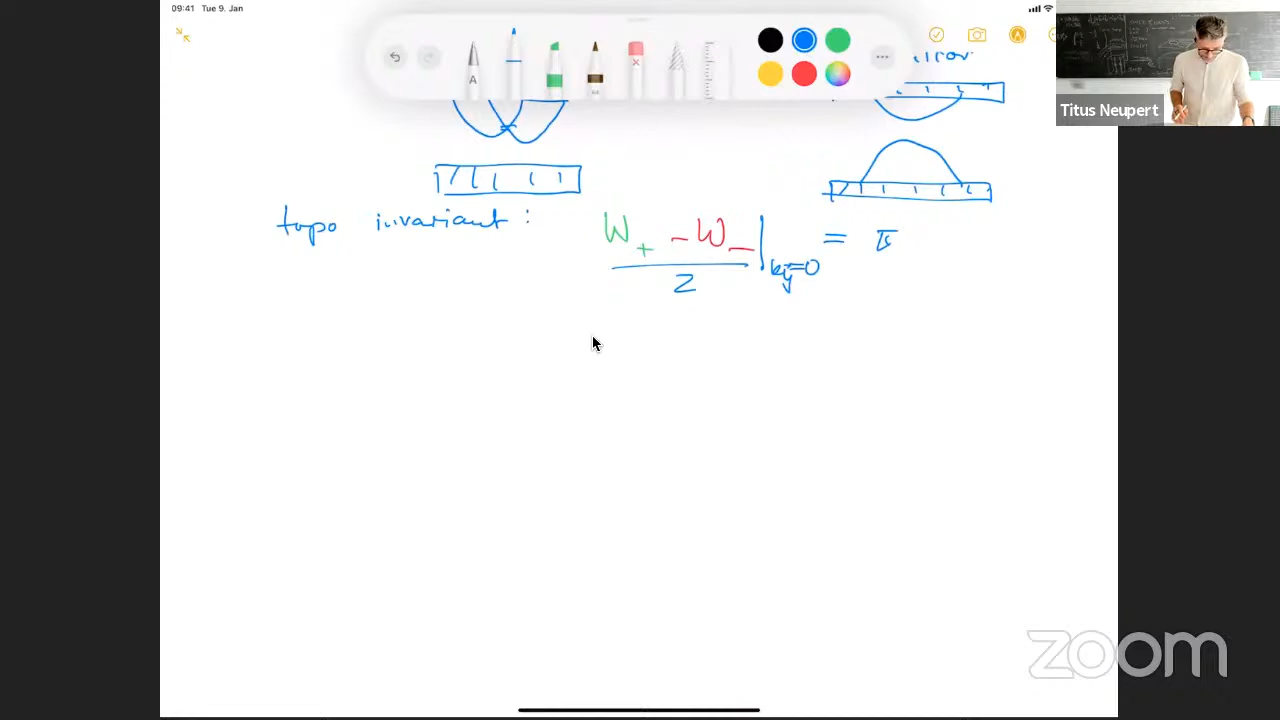 09:41 Tue 9. Jan
Titus Neupert
topo invariant : W₊ - W₋ / 2 |ky=0 = π
zoom